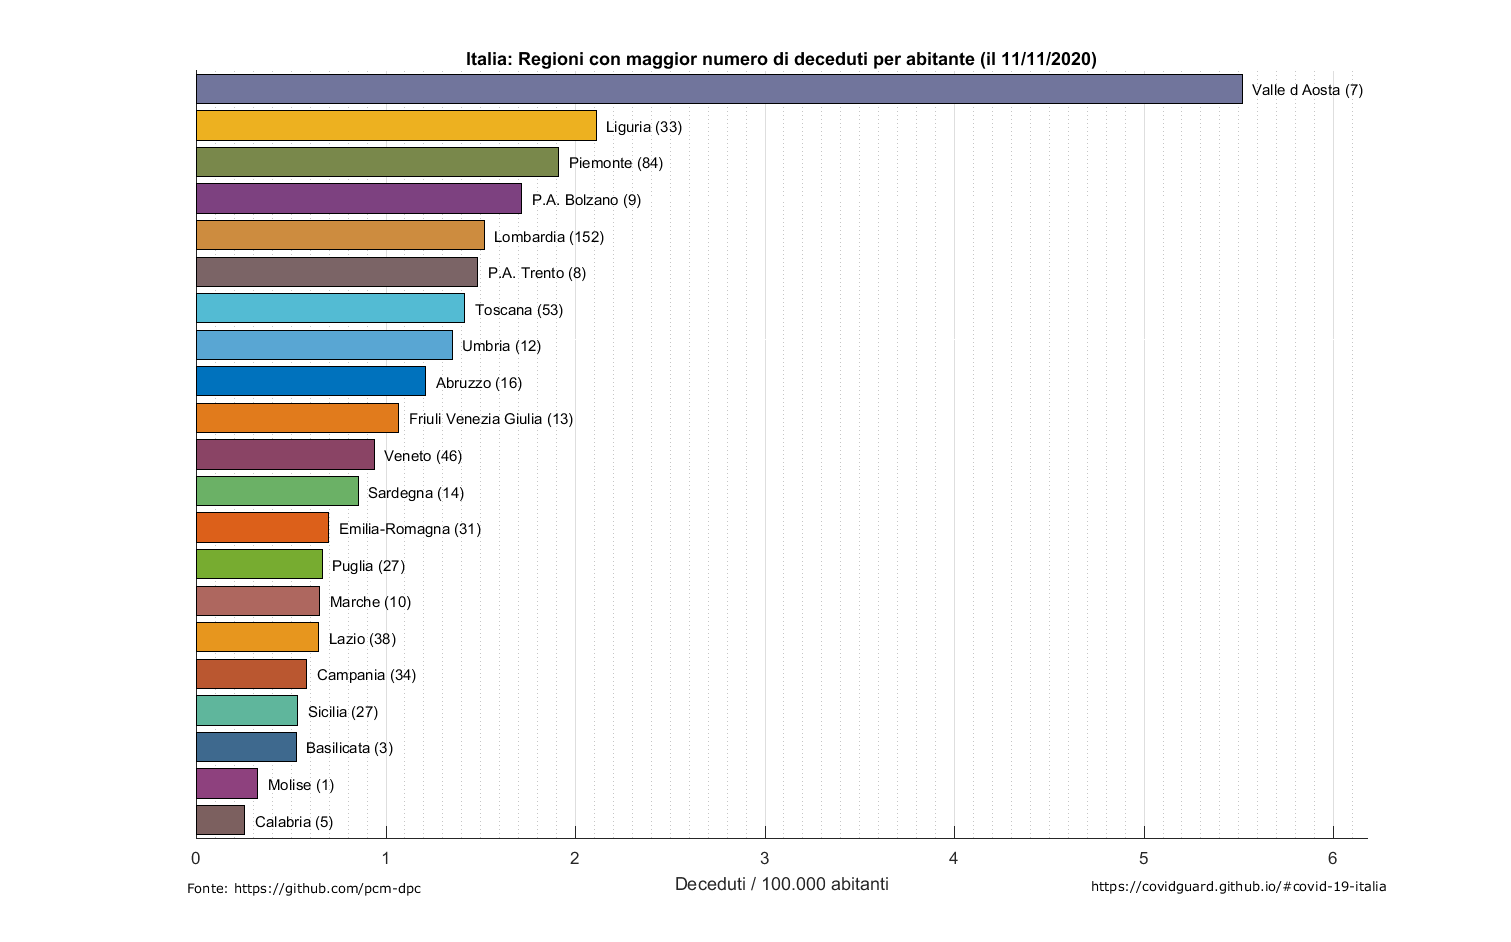 Italia: Regioni con maggior numero di deceduti per abitante (il 11/11/2020)
Valle d Aosta (7)
Liguria (33)
Piemonte (84)
P.A. Bolzano (9)
Lombardia (152)
P.A. Trento (8)
Toscana (53)
Umbria (12)
Abruzzo (16)
Friuli Venezia Giulia (13)
Veneto (46)
Sardegna (14)
Emilia-Romagna (31)
Puglia (27)
Marche (10)
Lazio (38)
Campania (34)
Sicilia (27)
Basilicata (3)
Molise (1)
Calabria (5)
0 1 2 3 4 5 6
Deceduti / 100.000 abitanti
Fonte: https://github.com/pcm-dpc
https://covidguard.github.io/#covid-19-italia